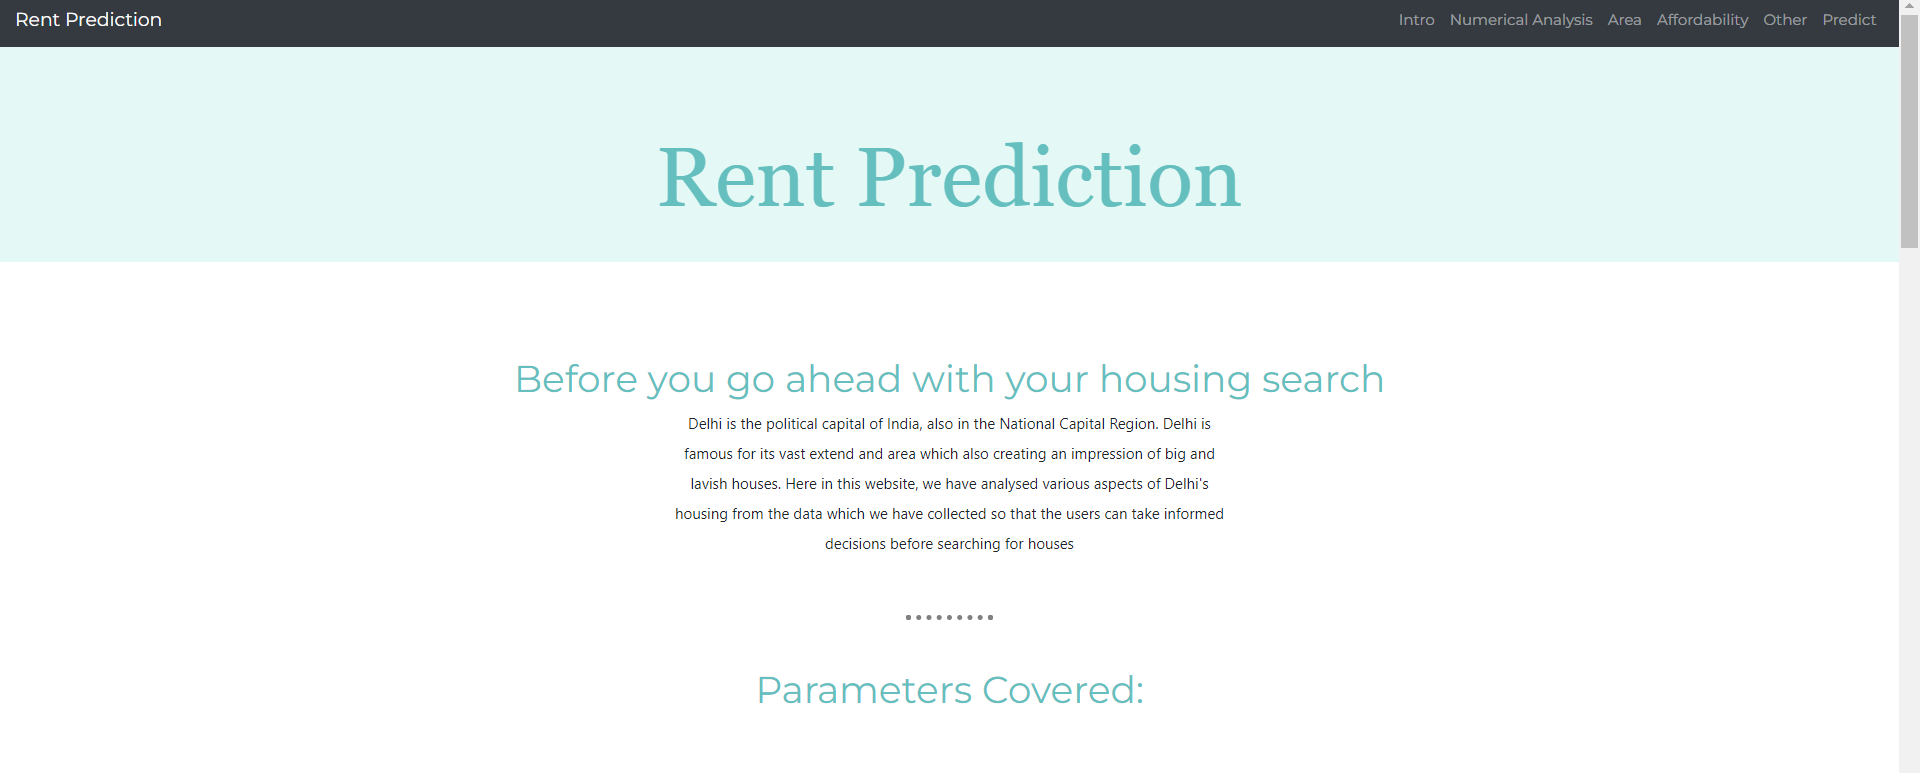 Rent Prediction
Intro Numerical Analysis Area Affordability Other Predict
Rent Prediction
Before you go ahead with your housing search
Delhi is the political capital of India, also in the National Capital Region. Delhi is
famous for its vast extend and area which also creating an impression of big and
lavish houses. Here in this website, we have analysed various aspects of Delhi's
housing from the data which we have collected so that the users can take informed
decisions before searching for houses
Parameters Covered: